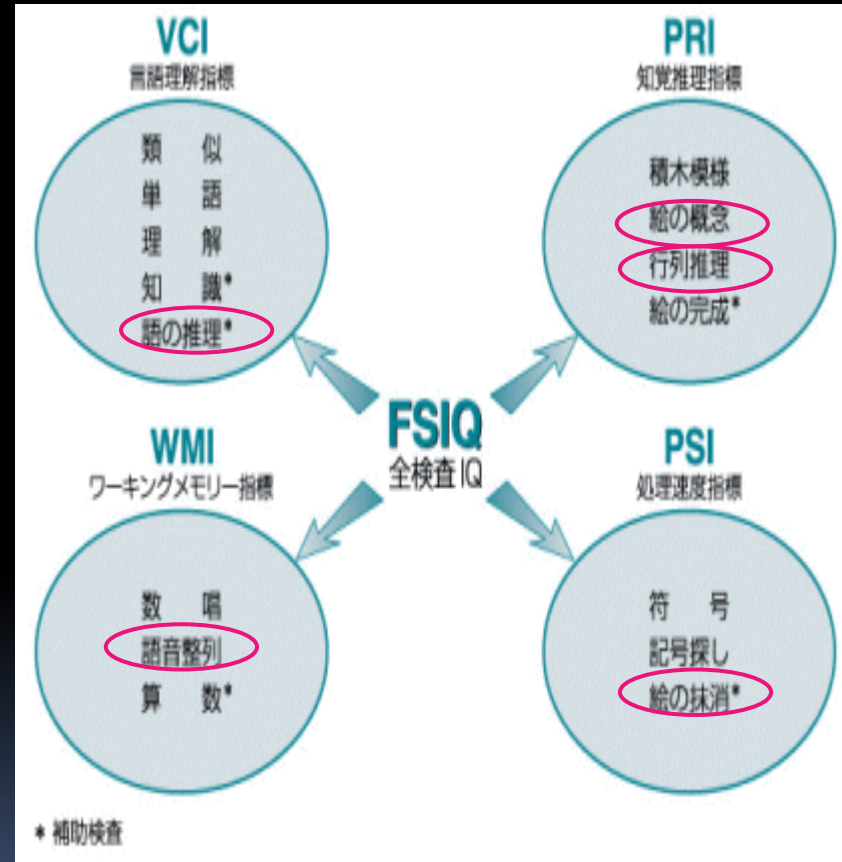 VCI
言語理解指標
類 似
単 語
理 解
知 識*
語の推理*
PRI
知覚推理指標
積木模様
絵の概念
行列推理
絵の完成*
FSIQ
全検査IQ
WMI
ワーキングメモリー指標
数 唱
語音整列
算 数*
PSI
処理速度指標
符 号
記号探し
絵の抹消*
* 補助検査